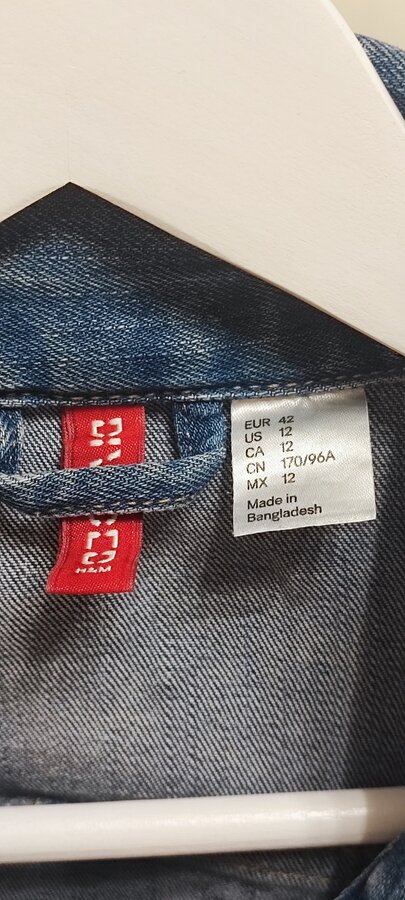 H&M
EUR 42
US 12
CA 12
CN 170/96A
MX 12
Made in
Bangladesh